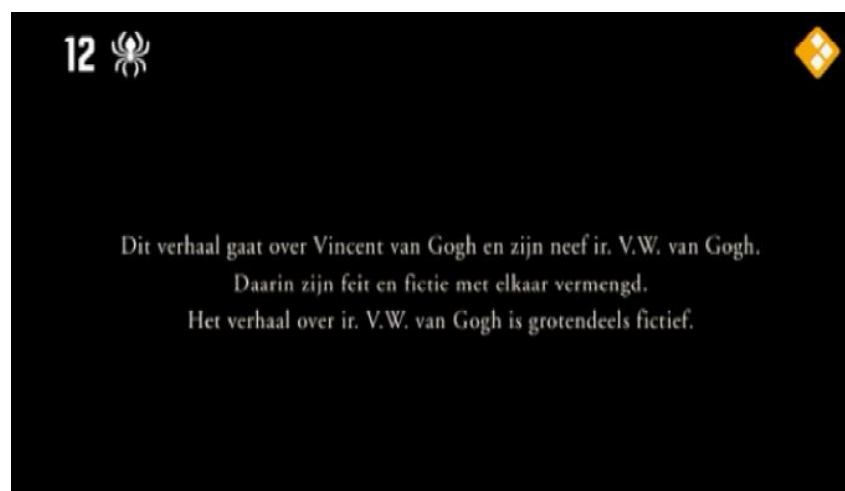 12
Dit verhaal gaat over Vincent van Gogh en zijn neef ir. V.W. van Gogh.
Daarin zijn feit en fictie met elkaar vermengd.
Het verhaal over ir. V.W. van Gogh is grotendeels fictief.